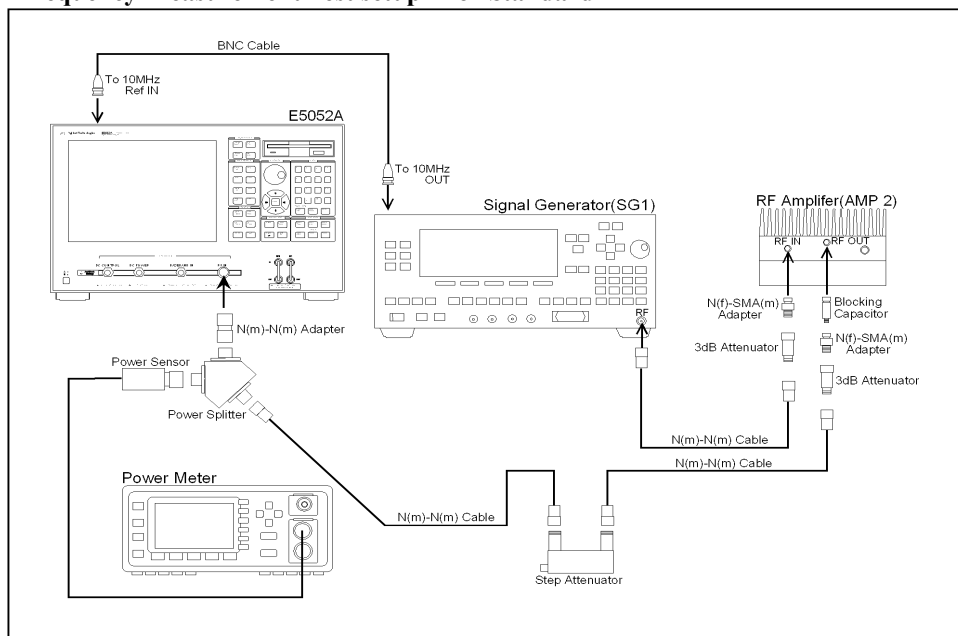 BNC Cable
To 10MHz
Ref IN
E5052A
To 10MHz
OUT
Signal Generator(SG1)
RF Amplifer(AMP 2)
RF IN
RF OUT
N(f)-SMA(m)
Adapter
Blocking
Capacitor
RF
N(m)-N(m) Adapter
3dB Attenuator
N(f)-SMA(m)
Adapter
Power Sensor
3dB Attenuator
Power Splitter
N(m)-N(m) Cable
N(m)-N(m) Cable
Power Meter
N(m)-N(m) Cable
Step Attenuator